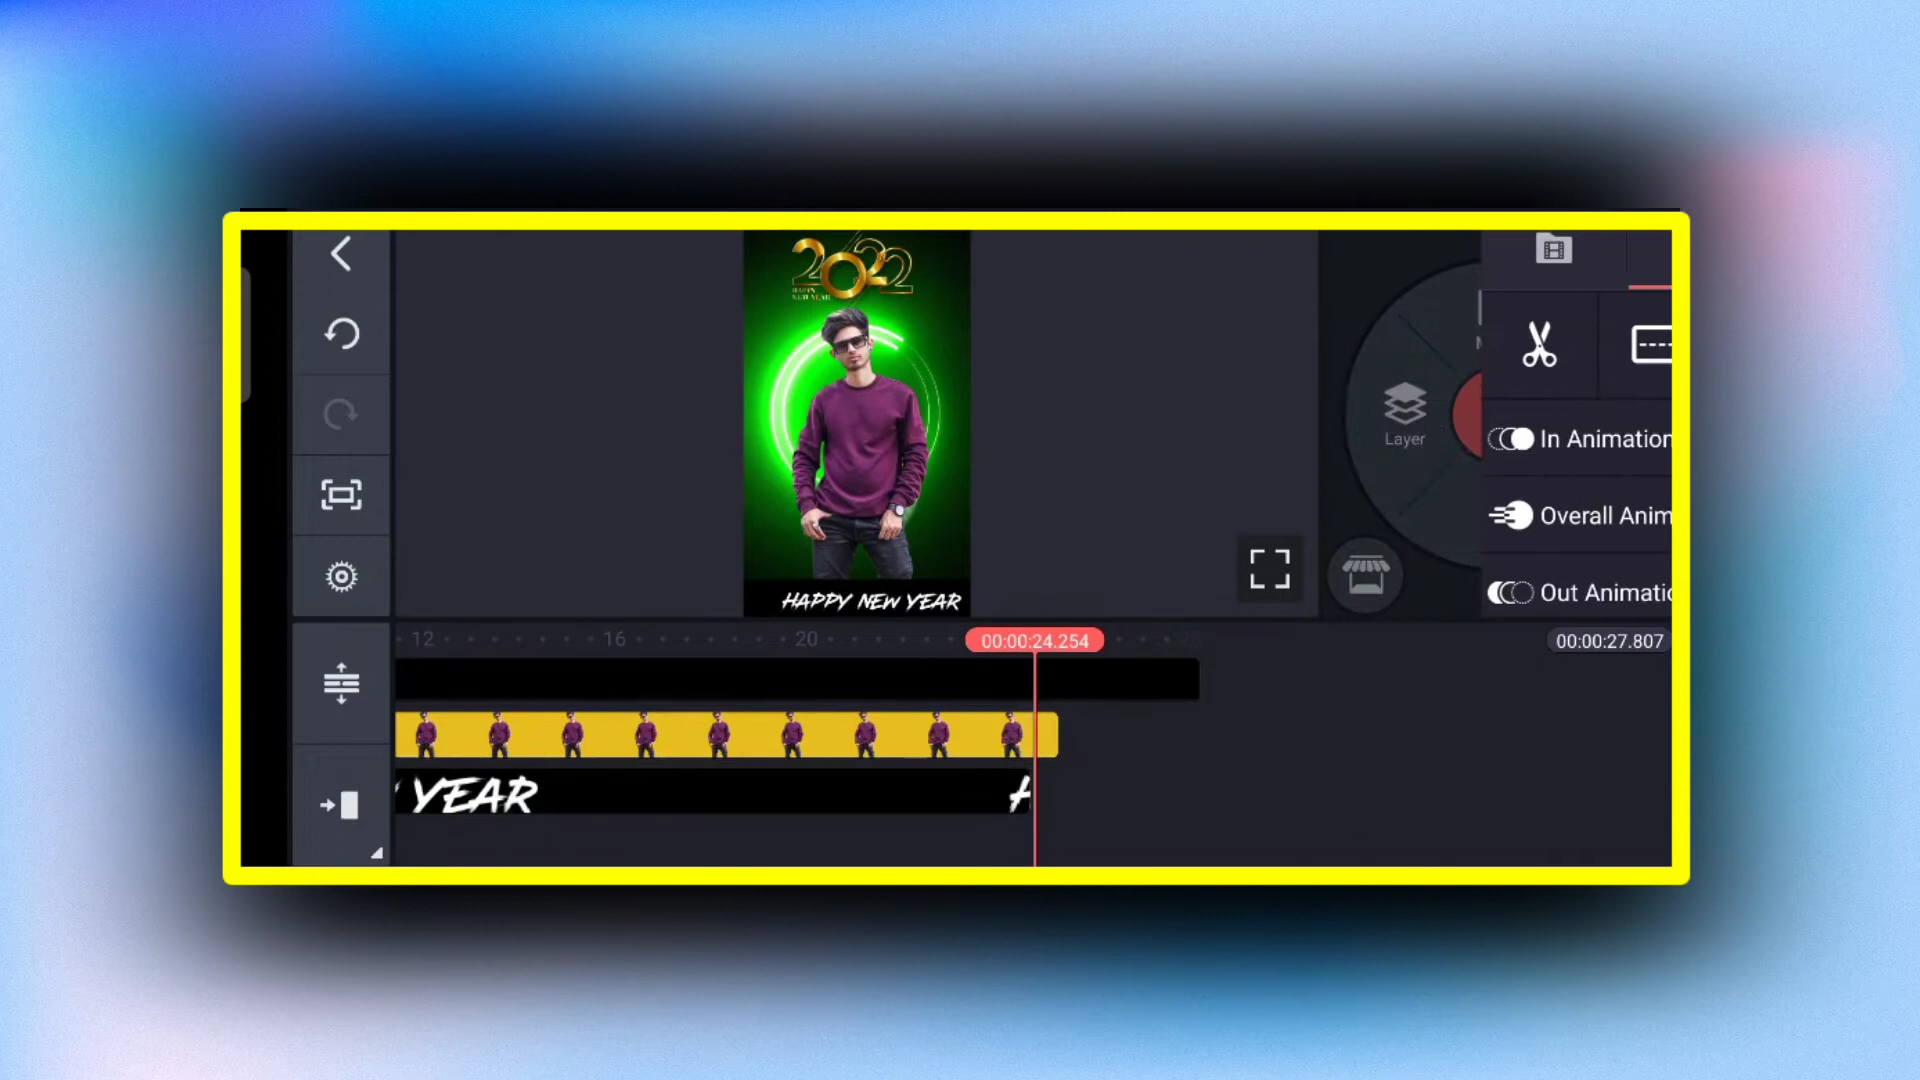 2022
HAPPY
NEW YEAR
Layer
In Animation
Overall Anim
Out Animatio
HAPPY NEW YEAR
12
16
20
00:00:24.254
00:00:27.807
YEAR
H